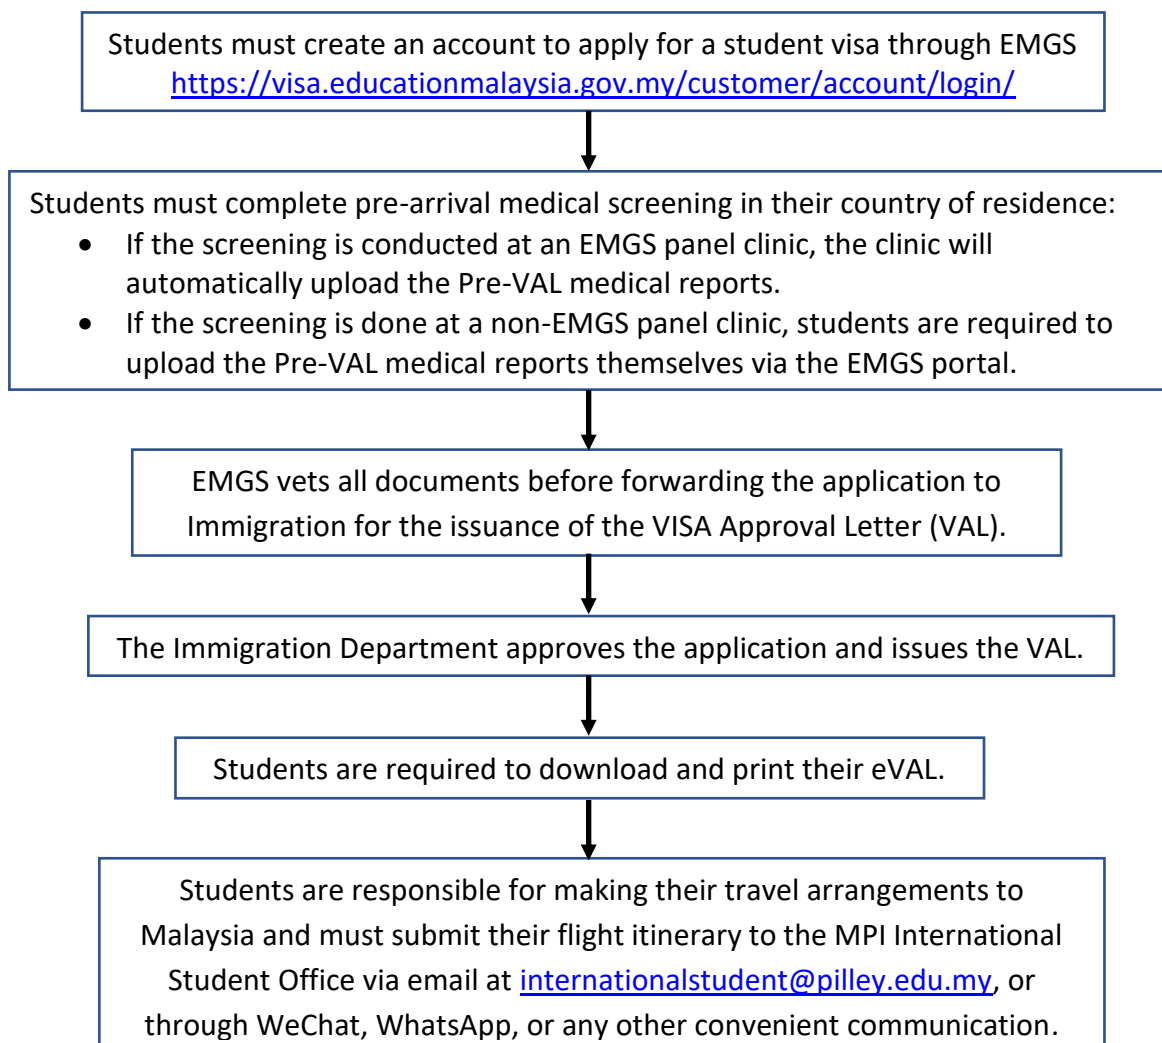 Students must create an account to apply for a student visa through EMGS
https://visa.educationmalaysia.gov.my/customer/account/login/
Students must complete pre-arrival medical screening in their country of residence:
• If the screening is conducted at an EMGS panel clinic, the clinic will
automatically upload the Pre-VAL medical reports.
• If the screening is done at a non-EMGS panel clinic, students are required to
upload the Pre-VAL medical reports themselves via the EMGS portal.
EMGS vets all documents before forwarding the application to
Immigration for the issuance of the VISA Approval Letter (VAL).
The Immigration Department approves the application and issues the VAL.
Students are required to download and print their eVAL.
Students are responsible for making their travel arrangements to
Malaysia and must submit their flight itinerary to the MPI International
Student Office via email at internationalstudent@pilley.edu.my, or
through WeChat, WhatsApp, or any other convenient communication.